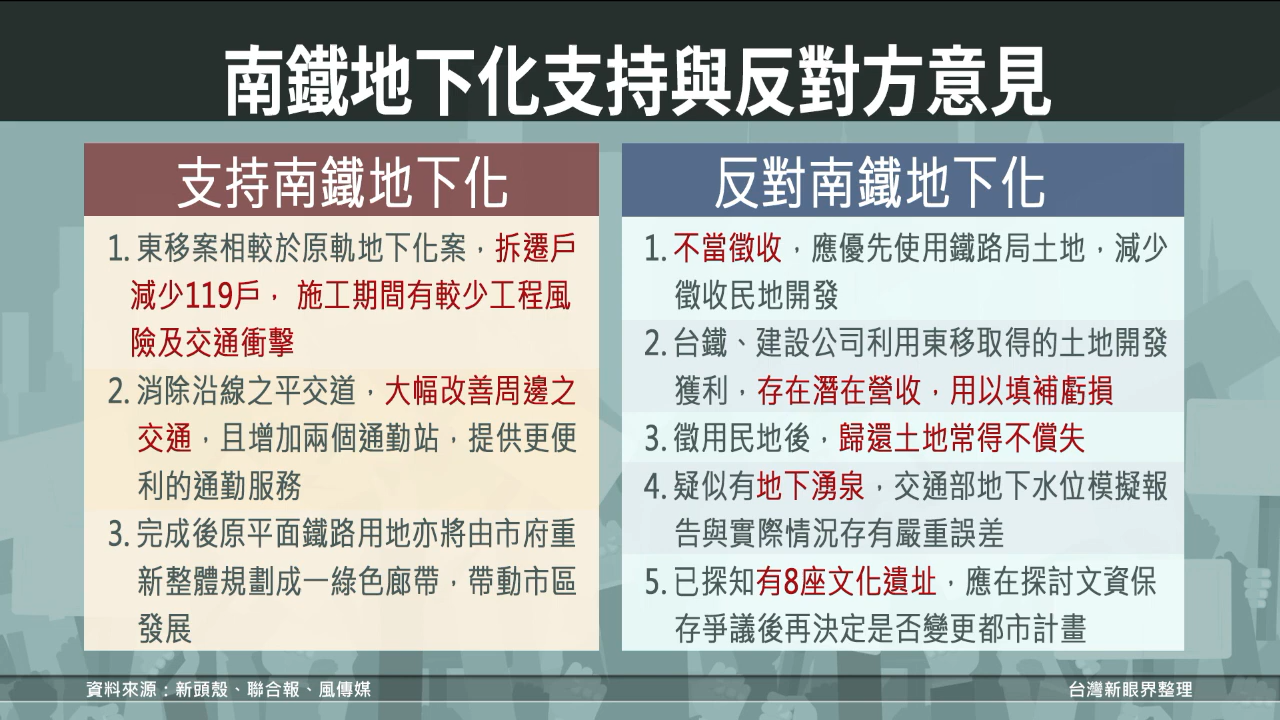 南鐵地下化支持與反對方意見
支持南鐵地下化
1. 東移案相較於原軌地下化案，拆遷戶
減少119戶， 施工期間有較少工程風
險及交通衝擊
2. 消除沿線之平交道，大幅改善周邊之
交通，且增加兩個通勤站，提供更便
利的通勤服務
3. 完成後原平面鐵路用地亦將由市府重
新整體規劃成一綠色廊帶，帶動市區
發展
反對南鐵地下化
1. 不當徵收，應優先使用鐵路局土地，減少
徵收民地開發
2. 台鐵、建設公司利用東移取得的土地開發
獲利，存在潛在營收，用以填補虧損
3. 徵用民地後，歸還土地常得不償失
4. 疑似有地下湧泉，交通部地下水位模擬報
告與實際情況存有嚴重誤差
5. 已探知有8座文化遺址，應在探討文資保
存爭議後再決定是否變更都市計畫
資料來源：新頭殼、聯合報、風傳媒
台灣新眼界整理